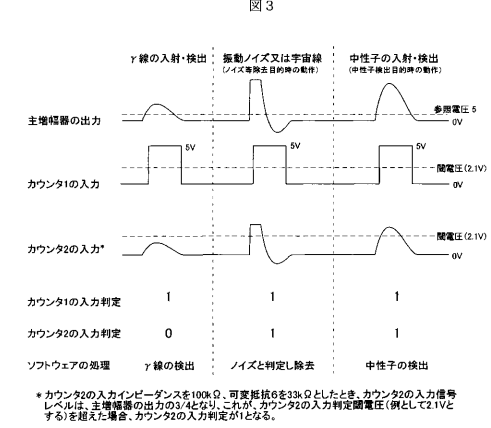 図3
γ線の入射・検出 振動ノイズ又は宇宙線 中性子の入射・検出
(ノイズ等除去目的時の動作) (中性子検出目的時の動作)
参照電圧5
主増幅器の出力 0V
5V 5V 5V
閾電圧(2.1V)
カウンタ1の入力 0V
閾電圧(2.1V)
カウンタ2の入力* 0V
カウンタ1の入力判定 1 1 1
カウンタ2の入力判定 0 1 1
ソフトウェアの処理 γ線の検出 ノイズと判定し除去 中性子の検出
* カウンタ2の入力インピーダンスを100kΩ、可変抵抗6を33kΩとしたとき、カウンタ2の入力信号
レベルは、主増幅器の出力の3/4となり、これが、カウンタ2の入力判定閾電圧(例として2.1Vと
する)を超えた場合、カウンタ2の入力判定が1となる。